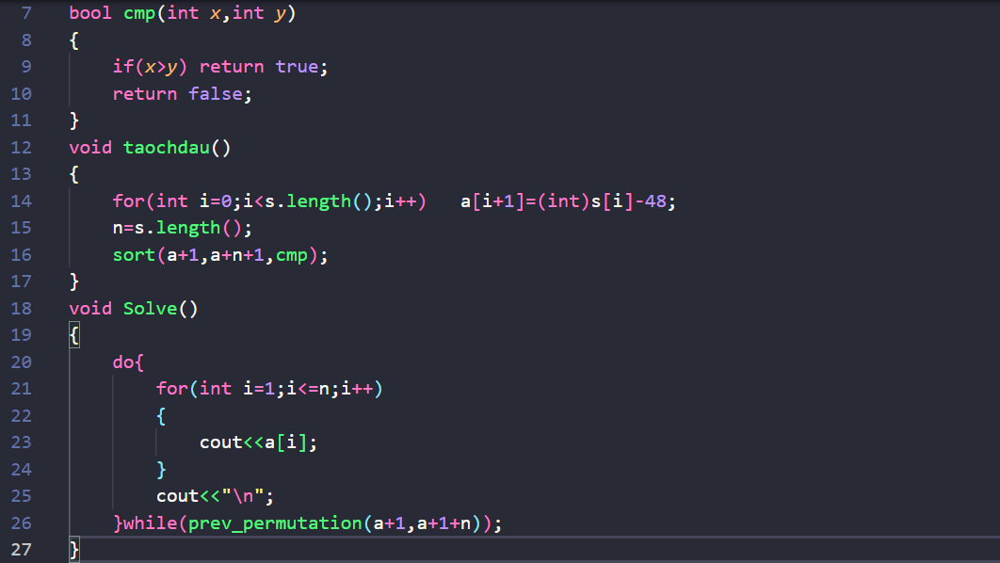 7 bool cmp(int x,int y)
8 {
9     if(x>y) return true;
10     return false;
11 }
12 void taochdau()
13 {
14     for(int i=0;i<s.length();i++)   a[i+1]=(int)s[i]-48;
15     n=s.length();
16     sort(a+1,a+n+1,cmp);
17 }
18 void Solve()
19 {
20     do{
21         for(int i=1;i<=n;i++)
22         {
23             cout<<a[i];
24         }
25         cout<<"\n";
26     }while(prev_permutation(a+1,a+1+n));
27 }